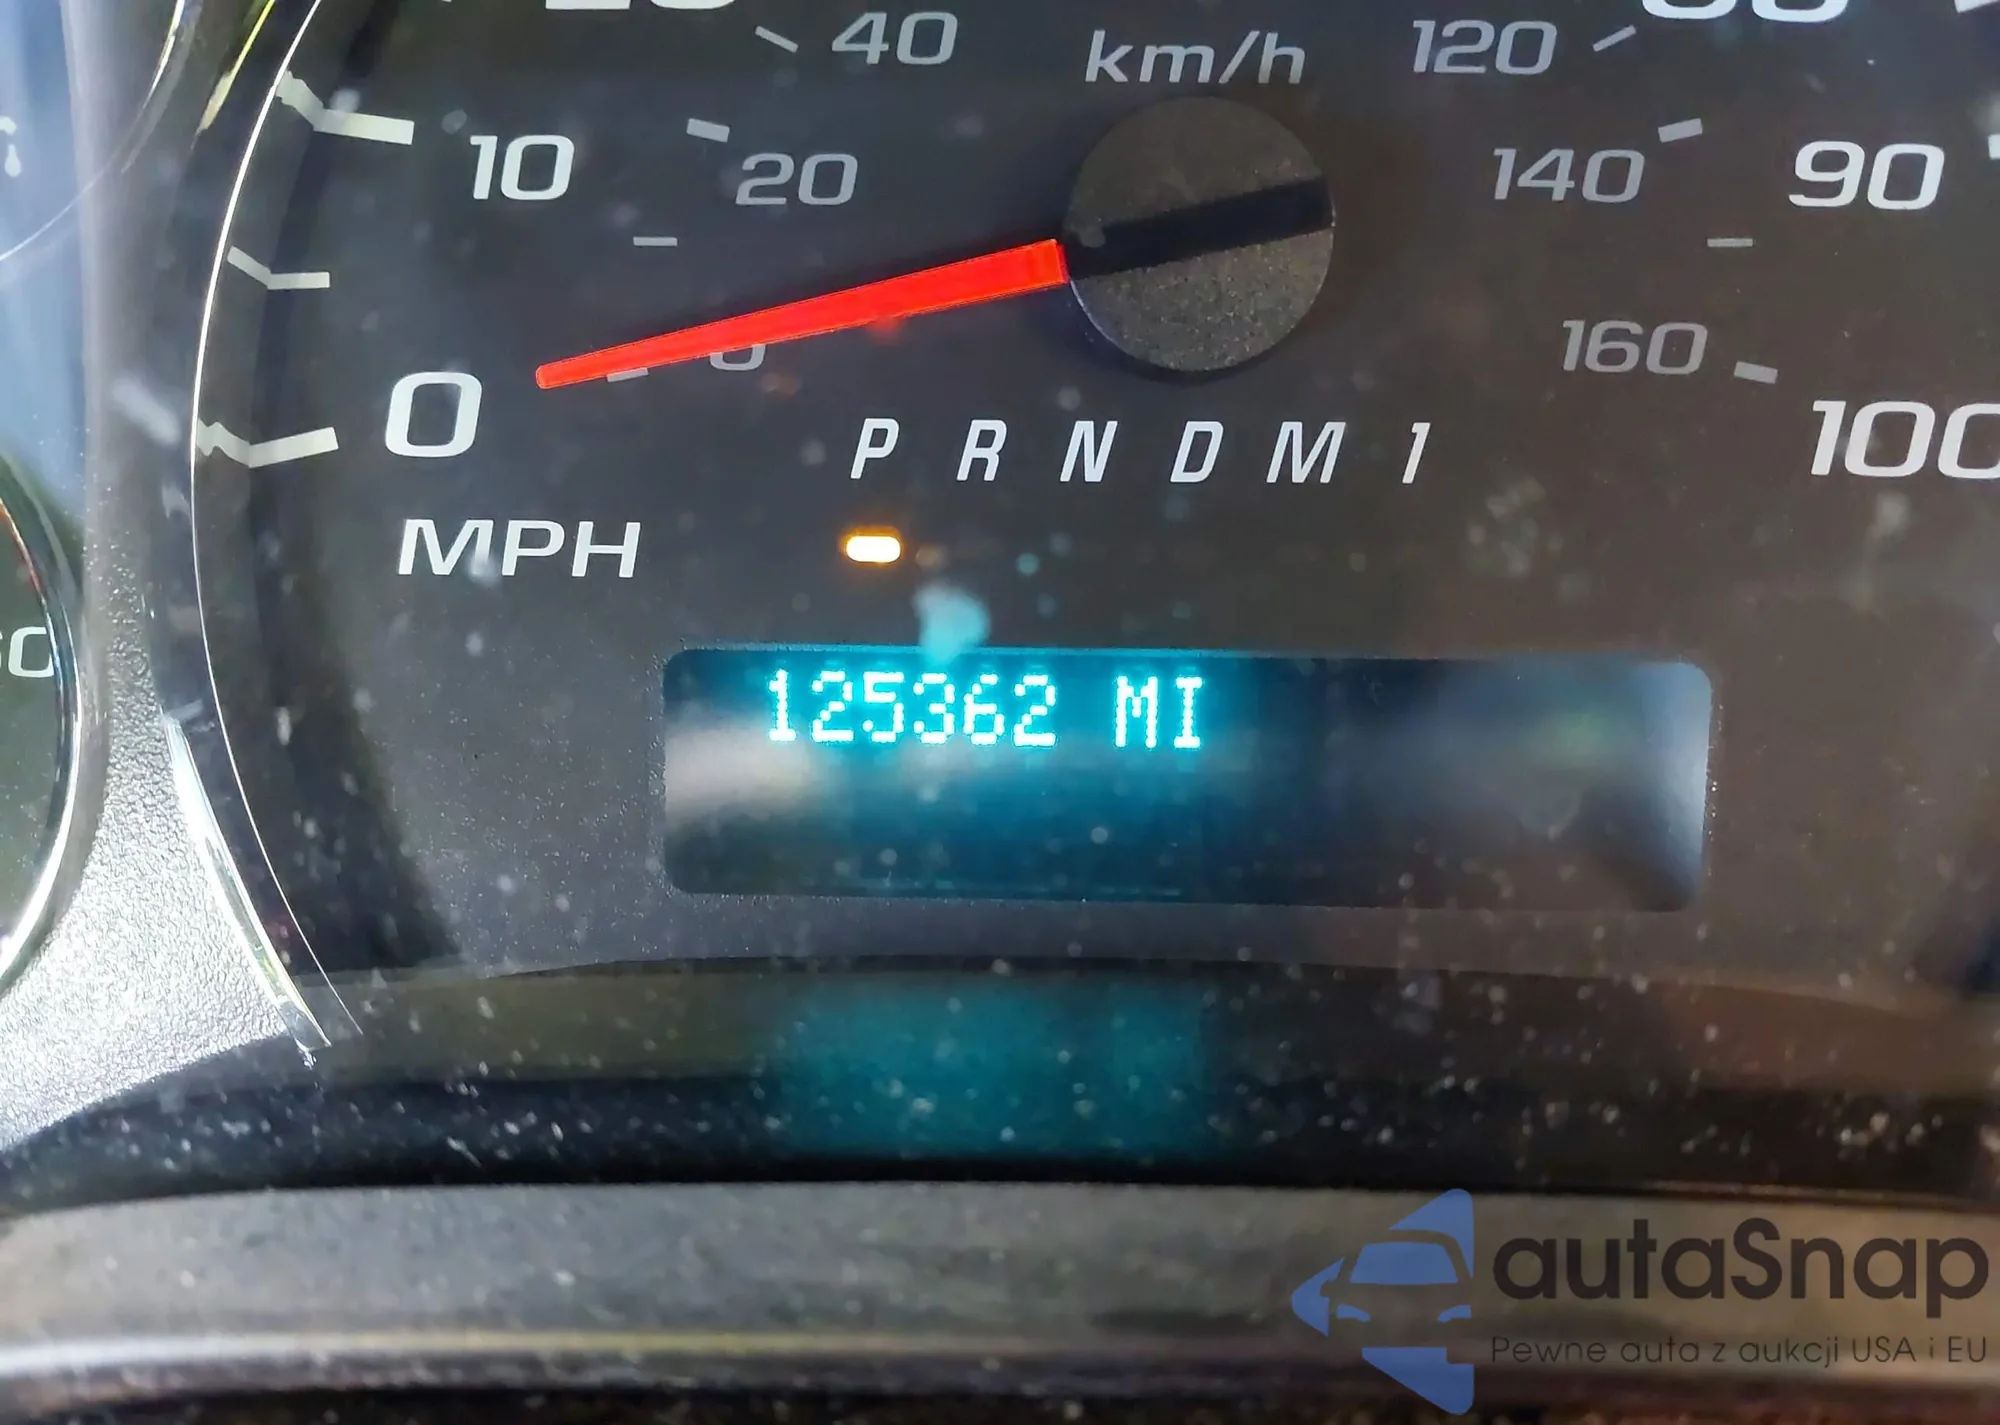 40 km/h 120
10 20 140 90
0 160
0 100
P R N D M 1
MPH
125362 MI
autaSnap
Pewne auta z aukcji USA i EU